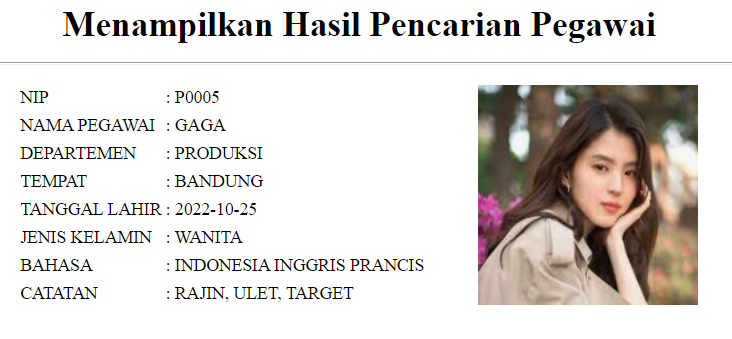 Menampilkan Hasil Pencarian Pegawai
NIP : P0005
NAMA PEGAWAI : GAGA
DEPARTEMEN : PRODUKSI
TEMPAT : BANDUNG
TANGGAL LAHIR : 2022-10-25
JENIS KELAMIN : WANITA
BAHASA : INDONESIA INGGRIS PRANCIS
CATATAN : RAJIN, ULET, TARGET